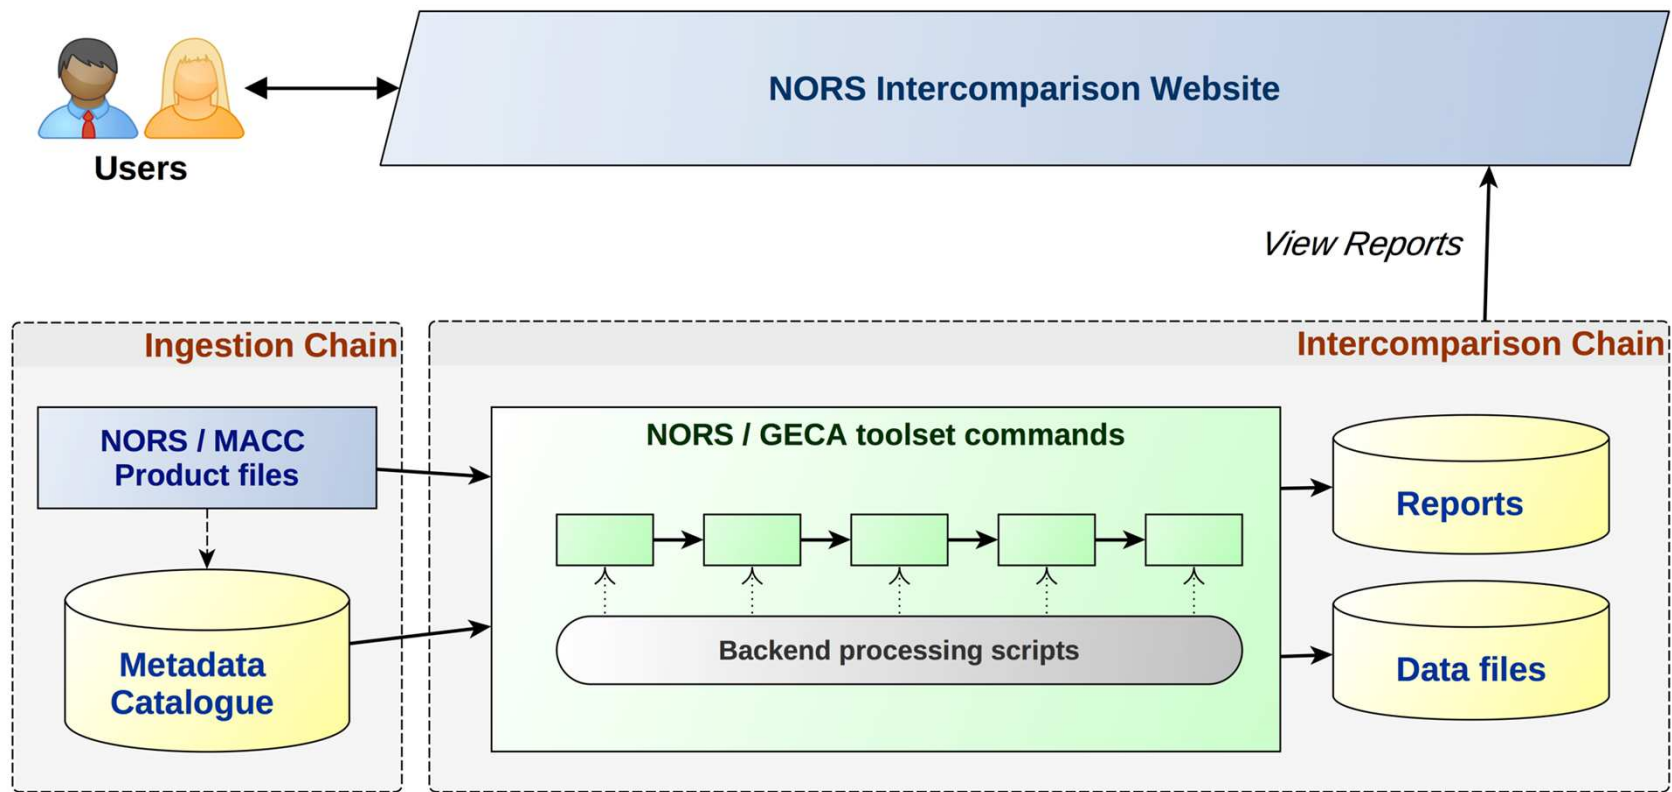 NORS Intercomparison Website
Users
View Reports
Ingestion Chain
Intercomparison Chain
NORS / MACC
Product files
NORS / GECA toolset commands
Reports
Backend processing scripts
Metadata
Catalogue
Data files